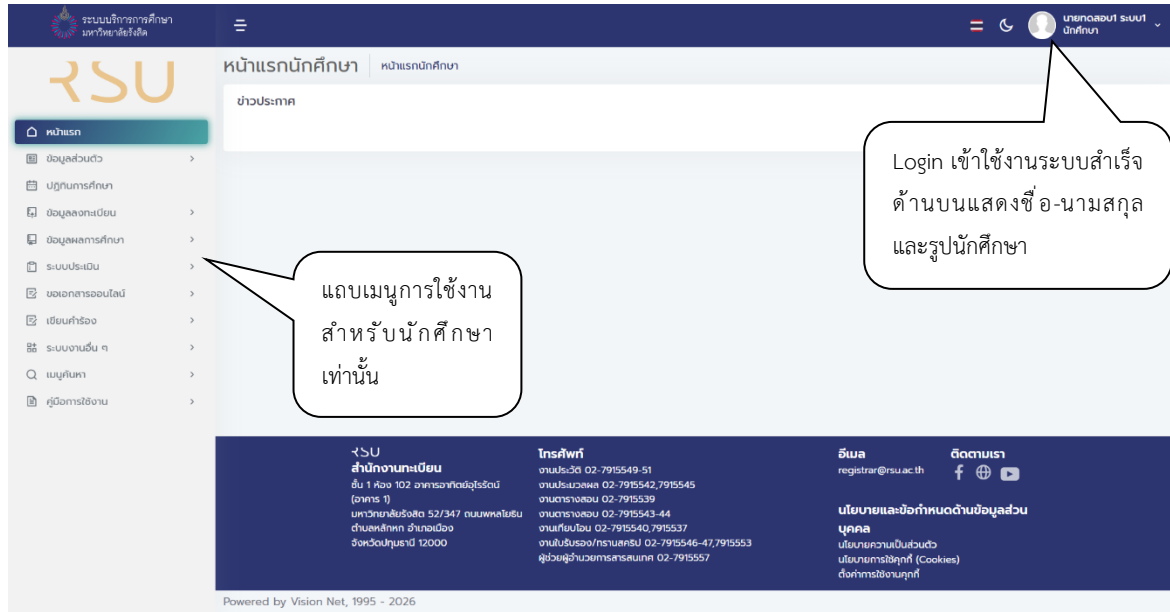 ระบบบริการการศึกษา
มหาวิทยาลัยรังสิต
นายทดสอบ1 ระบบ1
นักศึกษา
RSU
หน้าแรกนักศึกษา
หน้าแรกนักศึกษา
ข่าวประกาศ
หน้าแรก
ข้อมูลส่วนตัว
ปฏิทินการศึกษา
ข้อมูลลงทะเบียน
ข้อมูลผลการศึกษา
ระบบประเมิน
ขอเอกสารออนไลน์
เขียนคำร้อง
ระบบงานอื่น ๆ
เมนูค้นหา
คู่มือการใช้งาน
Login เข้าใช้งานระบบสำเร็จ
ด้านบนแสดงชื่อ-นามสกุล
และรูปนักศึกษา
แถบเมนูการใช้งาน
สำหรับนักศึกษา
เท่านั้น
RSU
สำนักงานทะเบียน
ชั้น 1 ห้อง 102 อาคารอาทิตย์อุไรรัตน์
(อาคาร 1)
มหาวิทยาลัยรังสิต 52/347 ถนนพหลโยธิน
ตำบลหลักหก อำเภอเมือง
จังหวัดปทุมธานี 12000
โทรศัพท์
งานประวัติ 02-7915549-51
งานประมวลผล 02-7915542,7915545
งานตารางสอน 02-7915539
งานตารางสอบ 02-7915543-44
งานเทียบโอน 02-7915540,7915537
งานใบรับรอง/ทรานสคริป 02-7915546-47,7915553
ผู้ช่วยผู้อำนวยการสารสนเทศ 02-7915557
อีเมล
registrar@rsu.ac.th
ติดตามเรา
นโยบายและข้อกำหนดด้านข้อมูลส่วน
บุคคล
นโยบายความเป็นส่วนตัว
นโยบายการใช้คุกกี้ (Cookies)
ตั้งค่าการใช้งานคุกกี้
Powered by Vision Net, 1995 - 2026